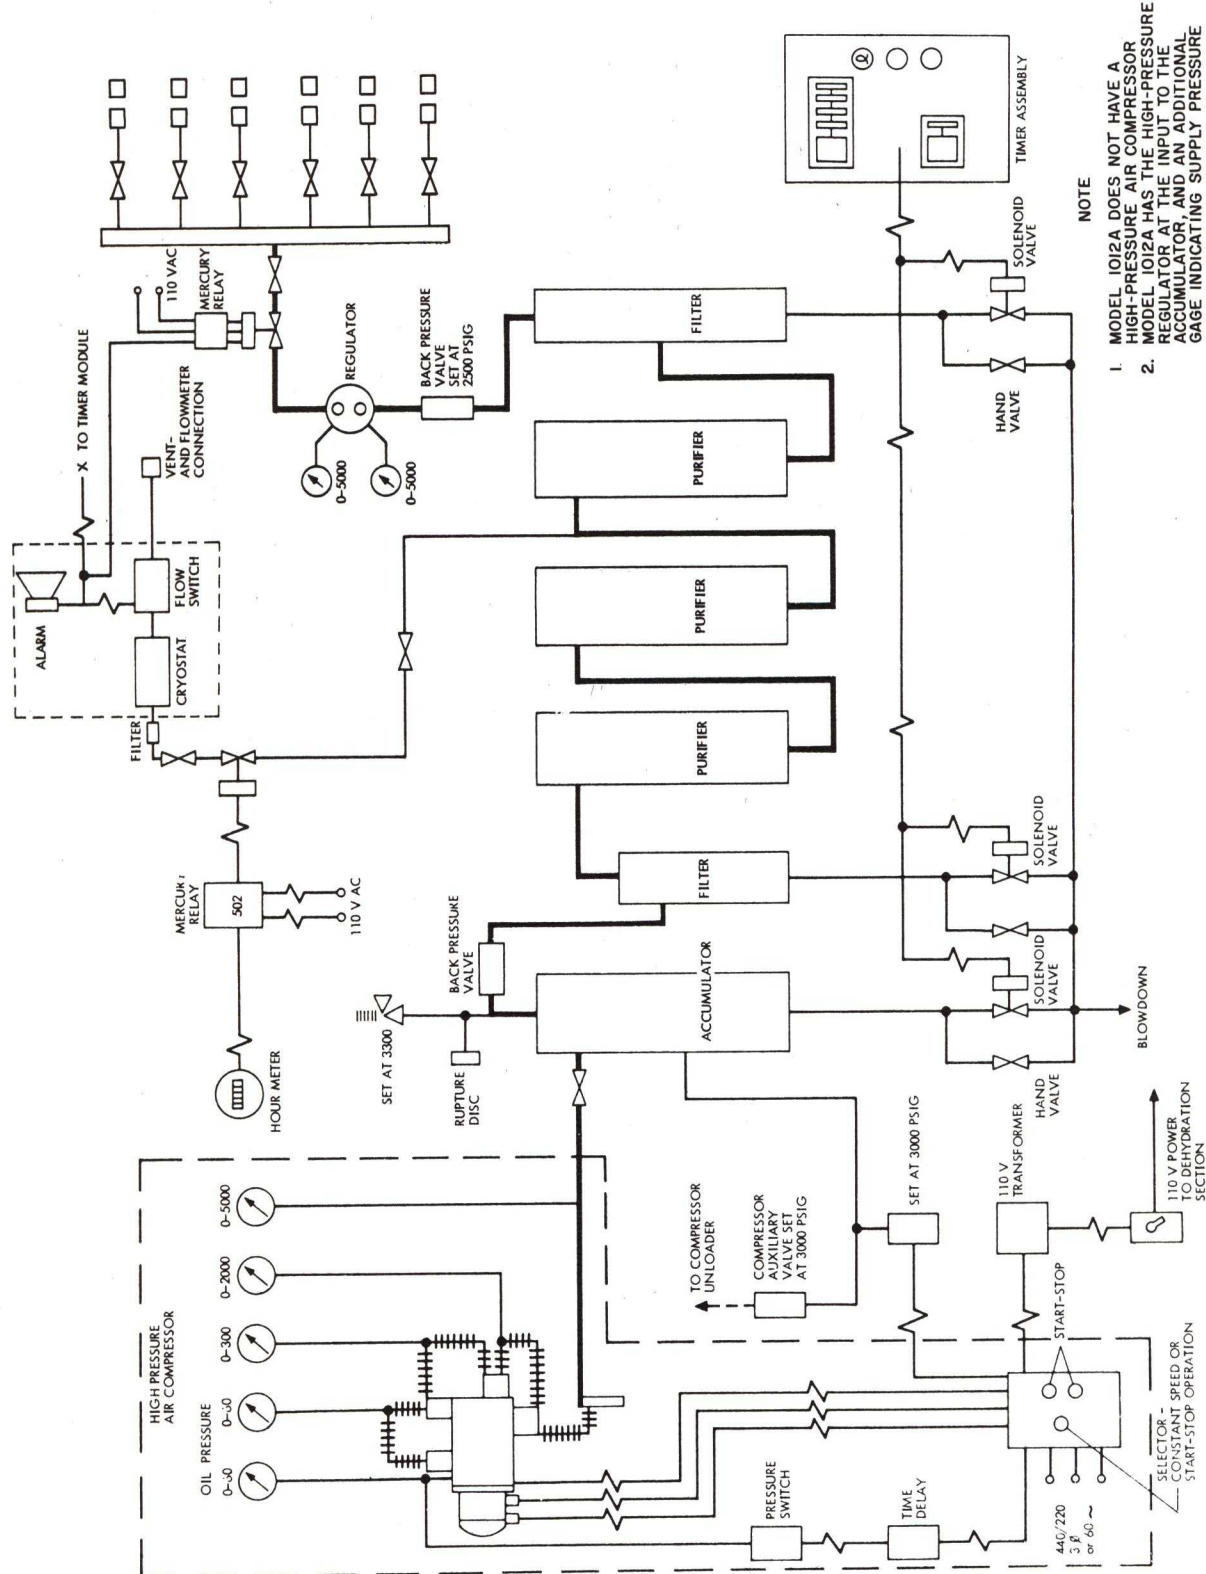 HIGH PRESSURE
AIR COMPRESSOR
OIL PRESSURE
0-60
0-300
0-2000
0-5000
HOUR METER
MERCURY
RELAY
502
110 V AC
FILTER
ALARM
CRYOSTAT
FLOW
SWITCH
X TO TIMER MODULE
VENT-
AND FLOWMETER
CONNECTION
110 VAC
MERCURY
RELAY
SET AT 3300
RUPTURE
DISC
BACK PRESSURE
VALVE
0-5000
0-5000
REGULATOR
BACK PRESSURE
VALVE
SET AT
2500 PSIG
TO COMPRESSOR
UNLOADER
COMPRESSOR
AUXILIARY
VALVE SET
AT 3000 PSIG
ACCUMULATOR
FILTER
PURIFIER
PURIFIER
PURIFIER
FILTER
PRESSURE
SWITCH
TIME
DELAY
SET AT 3000 PSIG
110 V
TRANSFORMER
440/220
3 Ø
or 60 ~
START-STOP
SELECTOR -
CONSTANT SPEED OR
START-STOP OPERATION
110 V POWER
TO DEHYDRATION
SECTION
HAND
VALVE
SOLENOID
VALVE
BLOWDOWN
SOLENOID
VALVE
HAND
VALVE
SOLENOID
VALVE
TIMER ASSEMBLY
NOTE
1. MODEL 1012A DOES NOT HAVE A
HIGH-PRESSURE AIR COMPRESSOR
2. MODEL 1012A HAS THE HIGH-PRESSURE
REGULATOR AT THE INPUT TO THE
ACCUMULATOR, AND AN ADDITIONAL
GAGE INDICATING SUPPLY PRESSURE